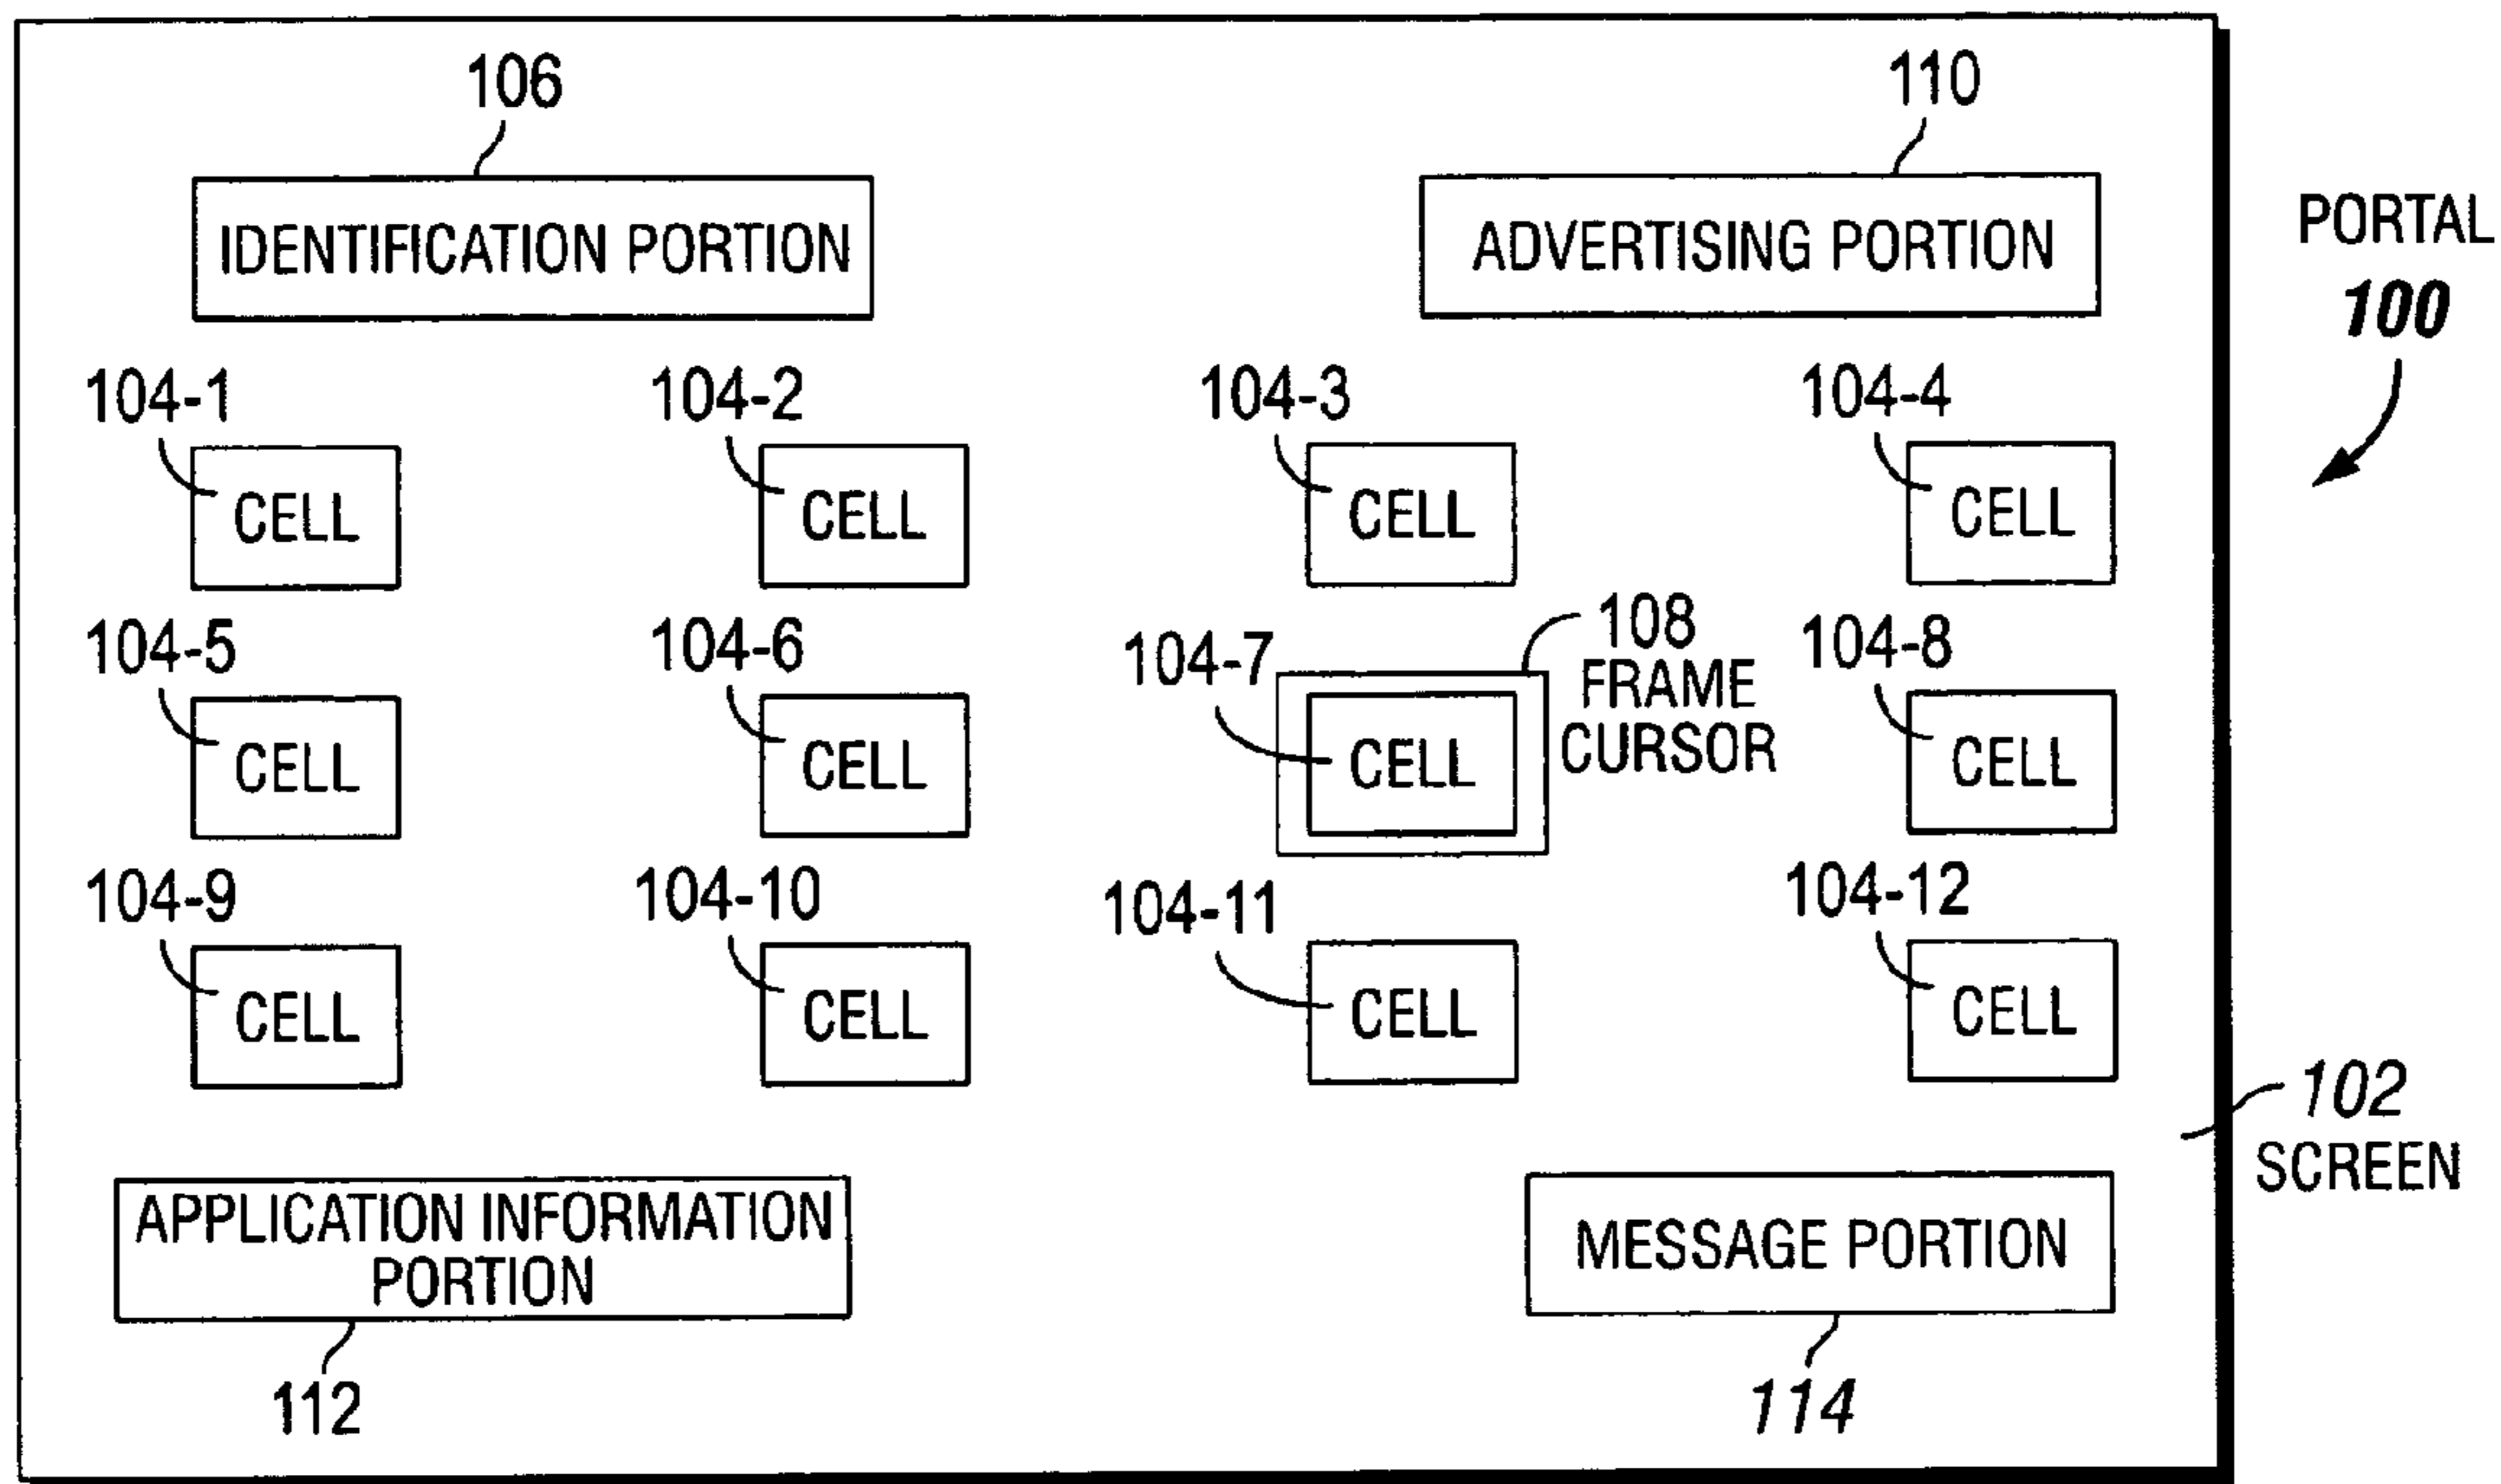 106
110
IDENTIFICATION PORTION
ADVERTISING PORTION
PORTAL
100
104-1
104-2
104-3
104-4
CELL
CELL
CELL
CELL
104-5
104-6
104-7
108
FRAME
CURSOR
104-8
CELL
CELL
CELL
CELL
104-9
104-10
104-11
104-12
CELL
CELL
CELL
CELL
102
SCREEN
APPLICATION INFORMATION
PORTION
MESSAGE PORTION
112
114